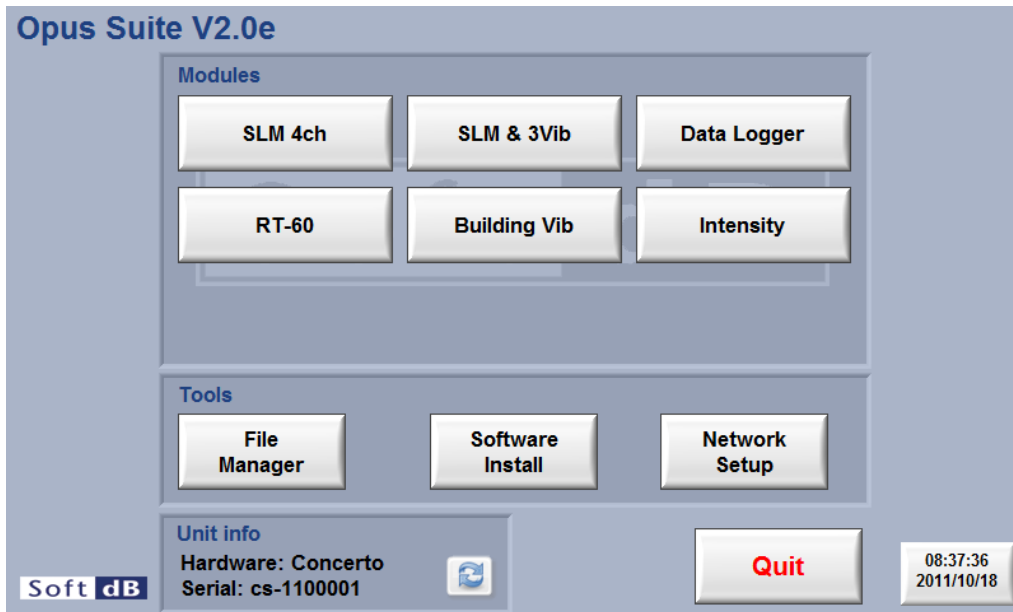 Opus Suite V2.0e
Modules
SLM 4ch
SLM & 3Vib
Data Logger
RT-60
Building Vib
Intensity
Tools
File
Manager
Software
Install
Network
Setup
Unit info
Hardware: Concerto
Serial: cs-1100001
Quit
08:37:36
2011/10/18
Soft dB